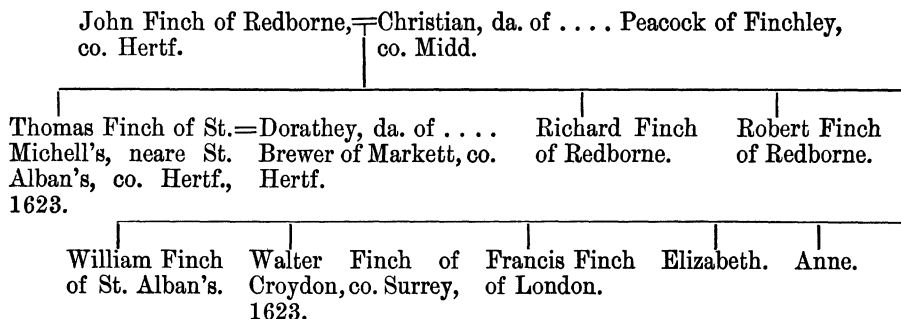 John Finch of Redborne,=Christian, da. of .... Peacock of Finchley,
co. Hertf. co. Midd.
Thomas Finch of St.=Dorathey, da. of .... Richard Finch Robert Finch
Michell's, neare St. Brewer of Markett, co. of Redborne. of Redborne.
Alban's, co. Hertf., Hertf.
1623.
William Finch Walter Finch of Francis Finch Elizabeth. Anne.
of St. Alban's. Croydon, co. Surrey, of London.
1623.